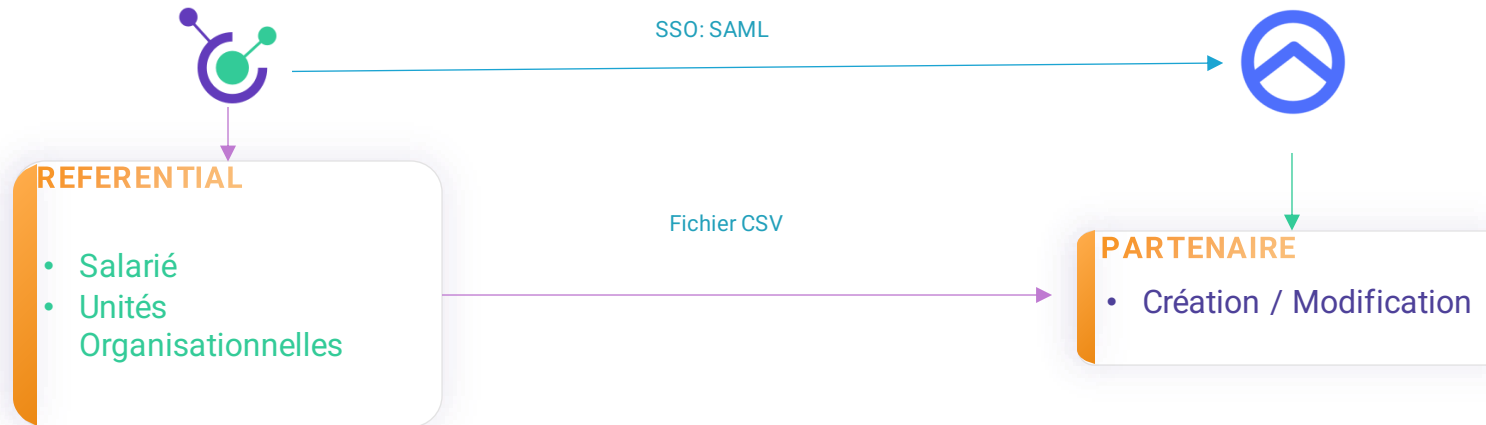 SSO: SAML
REFERENTIAL
• Salarié
• Unités
Organisationnelles
Fichier CSV
PARTENAIRE
• Création / Modification